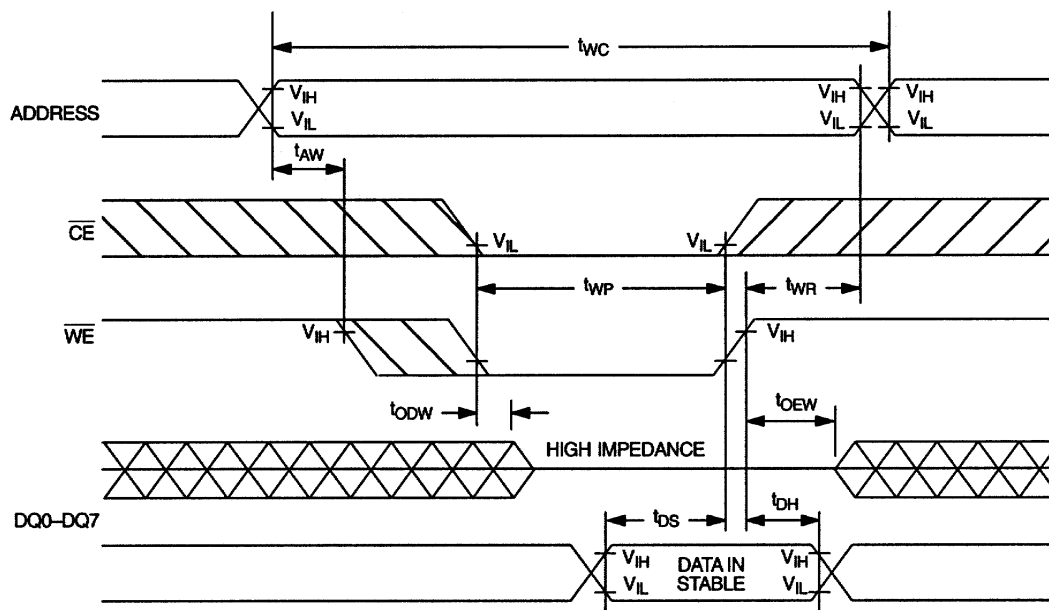 tWC
ADDRESS
VIH
VIL
VIH
VIL
VIH
VIL
tAW
CE
VIL
VIL
tWP
tWR
WE
VIH
VIH
tODW
tOEW
HIGH IMPEDANCE
DQ0–DQ7
tDS
tDH
VIH
VIL
DATA IN
STABLE
VIH
VIL